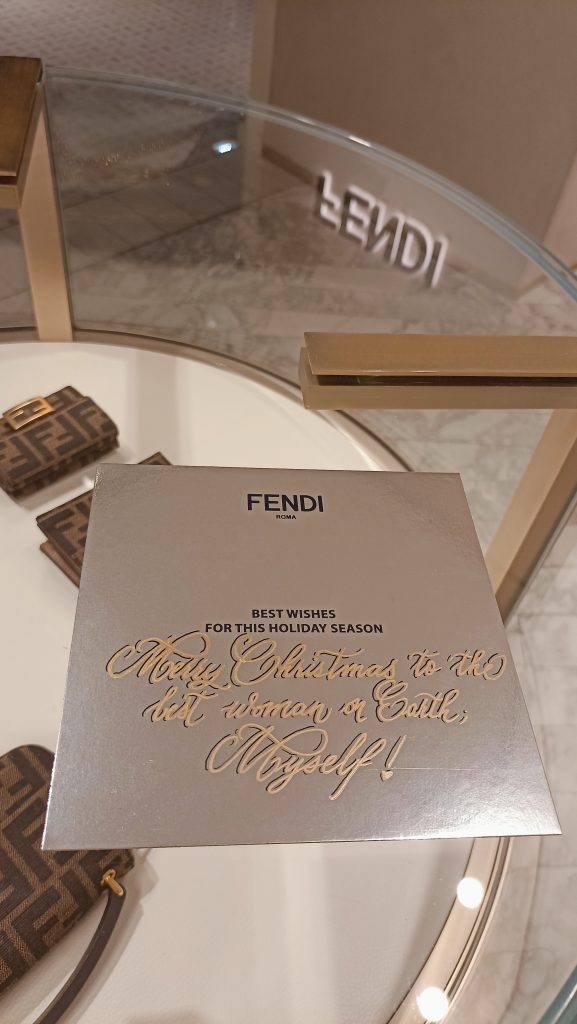 FENDI
FENDI
ROMA
BEST WISHES
FOR THIS HOLIDAY SEASON
Merry Christmas to the
best woman on Earth,
Myself!